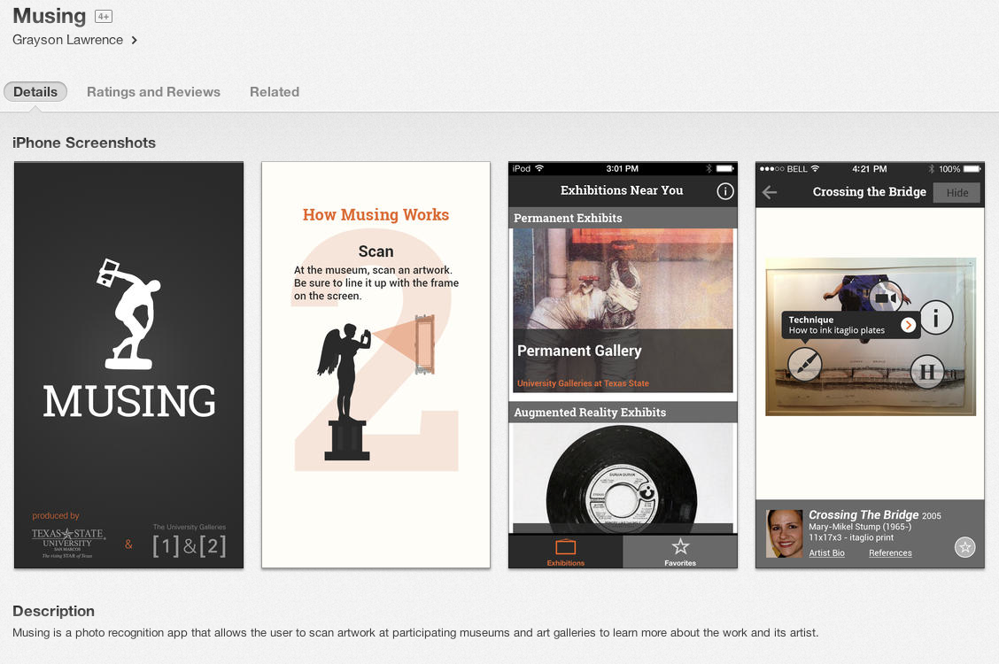 Musing 4+
Grayson Lawrence
Details Ratings and Reviews Related
iPhone Screenshots
MUSING
produced by
TEXAS STATE
UNIVERSITY
SAN MARCOS
The rising STAR of Texas
&
The University Galleries
[1]&[2]
How Musing Works
2
Scan
At the museum, scan an artwork.
Be sure to line it up with the frame
on the screen.
iPod 3:01 PM
Exhibitions Near You i
Permanent Exhibits
Permanent Gallery
University Galleries at Texas State
Augmented Reality Exhibits
DURAN DURAN
Exhibitions Favorites
BELL 4:21 PM 100%
Crossing the Bridge Hide
Technique
How to ink itaglio plates
i
H
Crossing The Bridge 2005
Mary-Mikel Stump (1965-)
11x17x3 - itaglio print
Artist Bio References
Description
Musing is a photo recognition app that allows the user to scan artwork at participating museums and art galleries to learn more about the work and its artist.